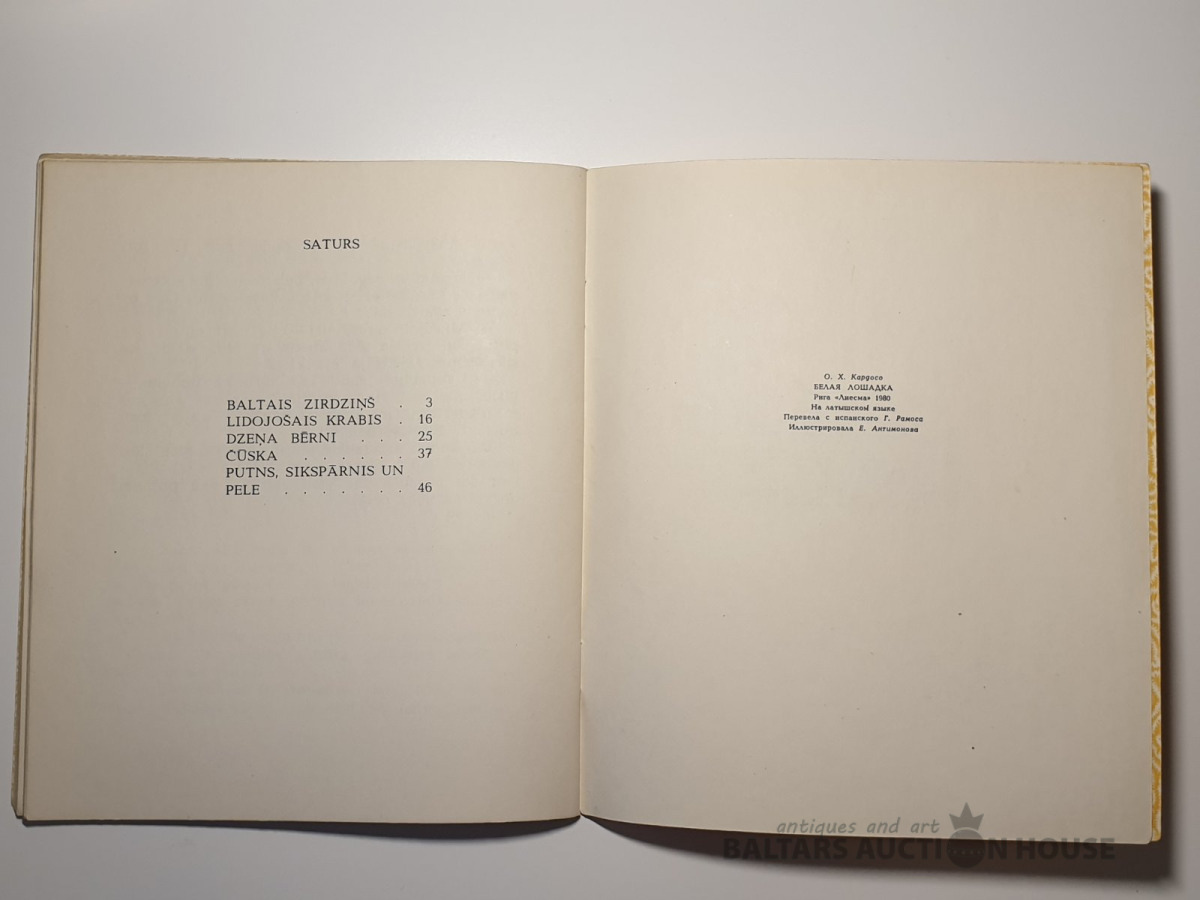 SATURS
BALTAIS ZIRDZIŅŠ . 3
LIDOJOŠAIS KRABIS . 16
DZEŅA BĒRNI . . . 25
ČŪSKA . . . . . . 37
PUTNS, SIKSPĀRNIS UN
PELE . . . . . . . 46
О. Х. Кардосо
БЕЛАЯ ЛОШАДКА
Рига «Лиесма» 1980
На латышском языке
Перевела с испанского Г. Рамоса
Иллюстрировала Е. Антимонова
antiques and art
BALTARS AUCTION HOUSE